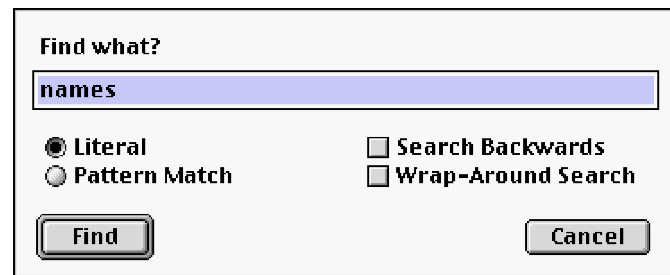 Find what?
names
Literal
Search Backwards
Pattern Match
Wrap-Around Search
Find
Cancel